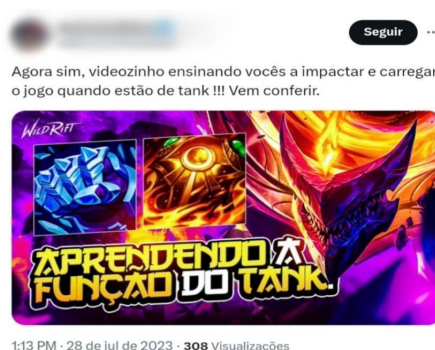 Seguir
Agora sim, videozinho ensinando vocês a impactar e carregar
o jogo quando estão de tank !!! Vem conferir.
WILD RIFT
APRENDENDO A
FUNÇÃO DO TANK.
1:13 PM · 28 de jul de 2023 · 308 Visualizações